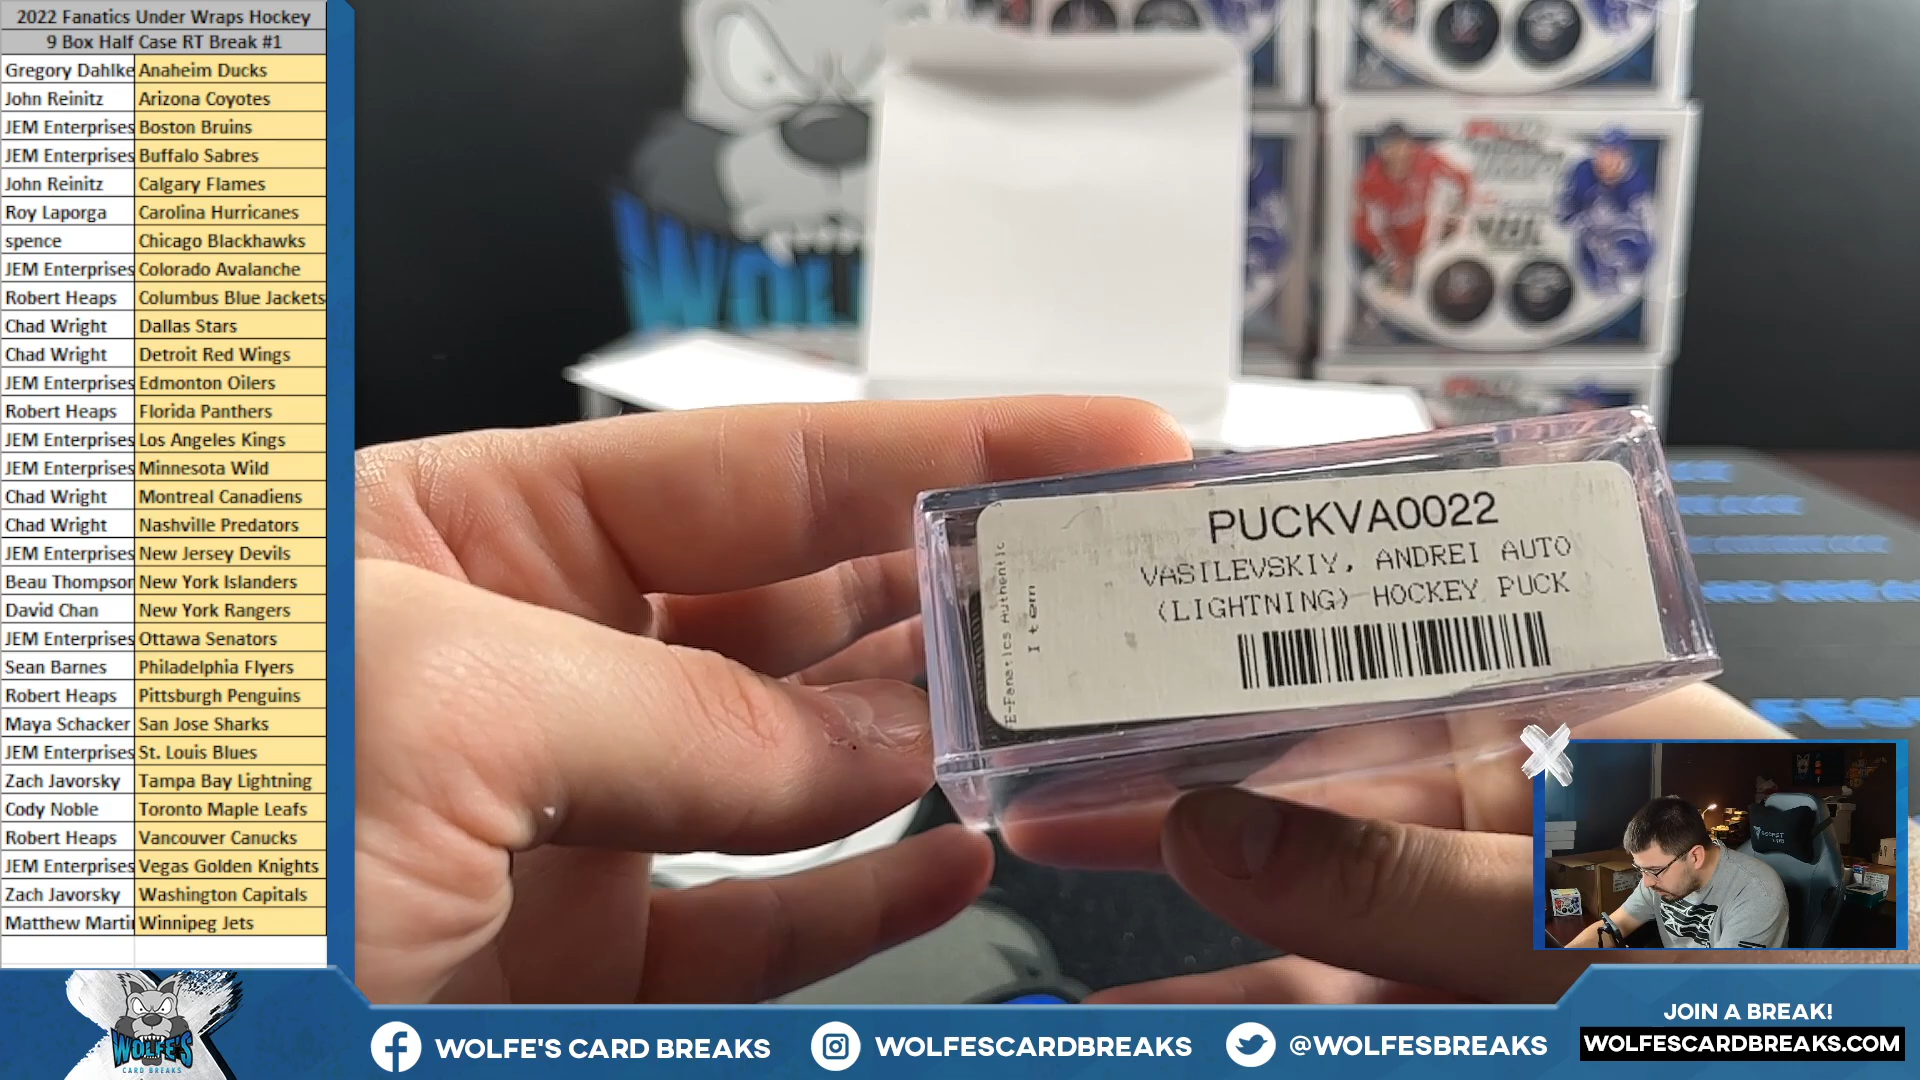 2022 Fanatics Under Wraps Hockey
9 Box Half Case RT Break #1
Gregory Dahlke Anaheim Ducks
John Reinitz Arizona Coyotes
JEM Enterprises Boston Bruins
JEM Enterprises Buffalo Sabres
John Reinitz Calgary Flames
Roy Laporga Carolina Hurricanes
spence Chicago Blackhawks
JEM Enterprises Colorado Avalanche
Robert Heaps Columbus Blue Jackets
Chad Wright Dallas Stars
Chad Wright Detroit Red Wings
JEM Enterprises Edmonton Oilers
Robert Heaps Florida Panthers
JEM Enterprises Los Angeles Kings
JEM Enterprises Minnesota Wild
Chad Wright Montreal Canadiens
Chad Wright Nashville Predators
JEM Enterprises New Jersey Devils
Beau Thompson New York Islanders
David Chan New York Rangers
JEM Enterprises Ottawa Senators
Sean Barnes Philadelphia Flyers
Robert Heaps Pittsburgh Penguins
Maya Schacker San Jose Sharks
JEM Enterprises St. Louis Blues
Zach Javorsky Tampa Bay Lightning
Cody Noble Toronto Maple Leafs
Robert Heaps Vancouver Canucks
JEM Enterprises Vegas Golden Knights
Zach Javorsky Washington Capitals
Matthew Marti Winnipeg Jets
PUCKVA0022
VASILEVSKIY, ANDREI AUTO
(LIGHTNING) HOCKEY PUCK
E-Fanatics Authentic
Item
WOLFE'S
CARD BREAKS
WOLFE'S CARD BREAKS
WOLFESCARDBREAKS
@WOLFESBREAKS
JOIN A BREAK!
WOLFESCARDBREAKS.COM